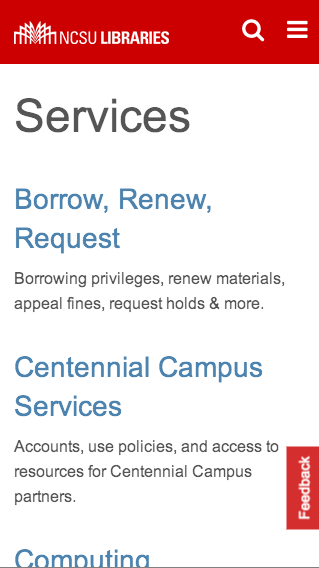 NCSU LIBRARIES
Services
Borrow, Renew,
Request
Borrowing privileges, renew materials,
appeal fines, request holds & more.
Centennial Campus
Services
Accounts, use policies, and access to
resources for Centennial Campus
partners.
Feedback
Computing